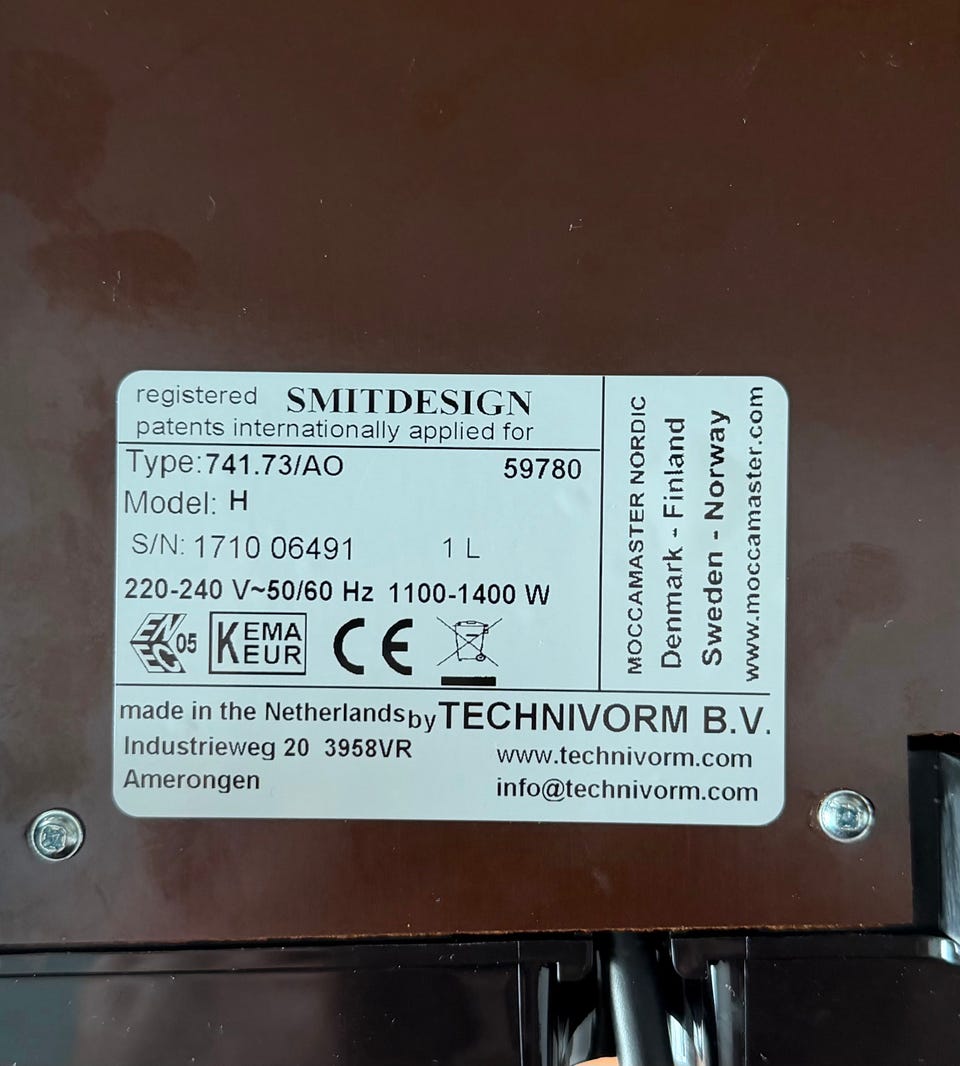 registered SMITDESIGN
patents internationally applied for
Type:741.73/AO 59780
Model: H
S/N: 1710 06491 1 L
220-240 V~50/60 Hz 1100-1400 W
ENEC 05 KEMA KEUR CE
MOCCAMASTER NORDIC
Denmark - Finland
Sweden - Norway
www.moccamaster.com
made in the Netherlands by TECHNIVORM B.V.
Industrieweg 20 3958VR www.technivorm.com
Amerongen info@technivorm.com